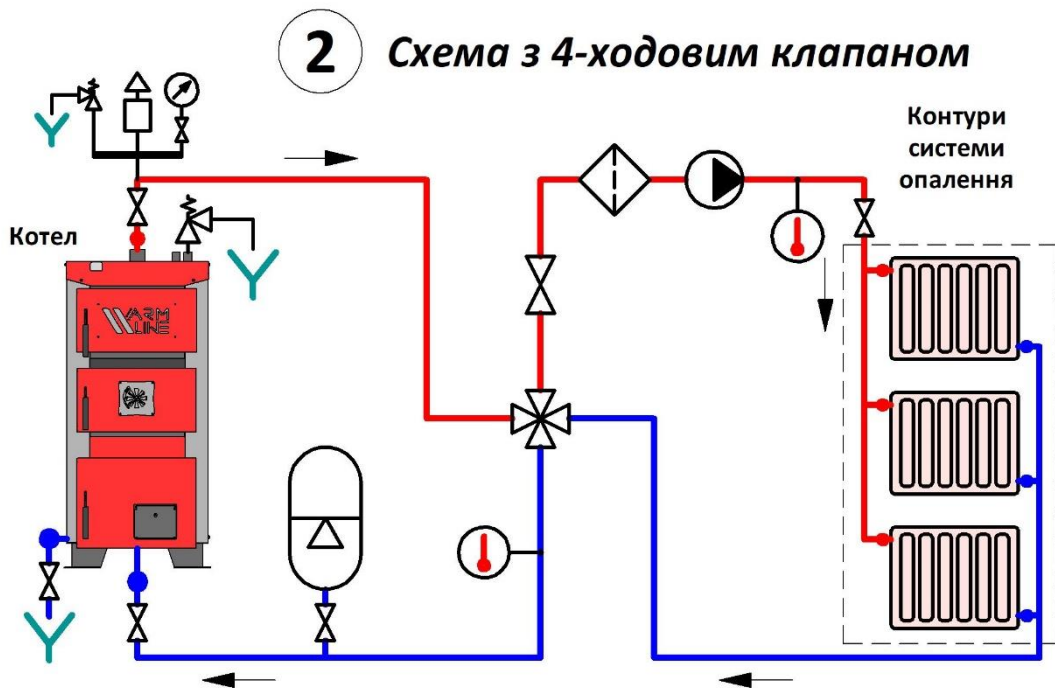 2
Схема з 4-ходовим клапаном
Контури
системи
опалення
Котел
WARM
LINE